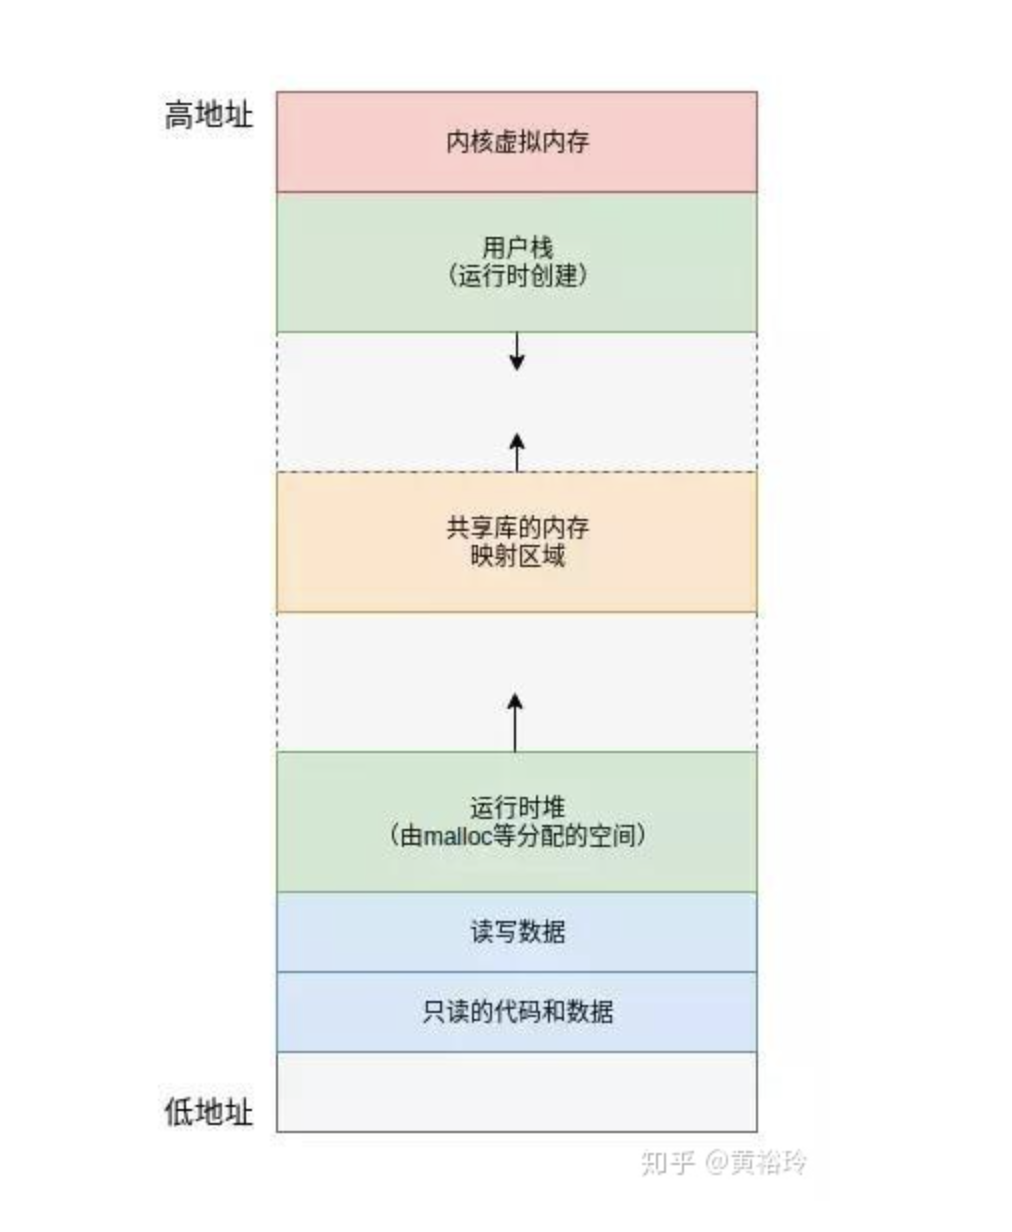 高地址
内核虚拟内存
用户栈
（运行时创建）
共享库的内存
映射区域
运行时堆
（由malloc等分配的空间）
读写数据
只读的代码和数据
低地址
知乎 @黄裕玲